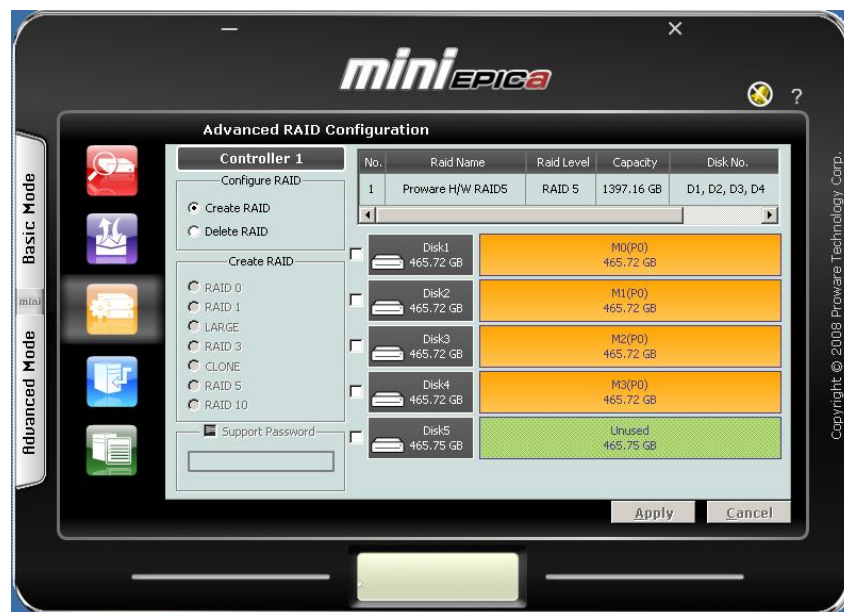 mini EPICa
?
Advanced RAID Configuration
Basic Mode
mini
Advanced Mode
Controller 1
Configure RAID
Create RAID
Delete RAID
Create RAID
RAID 0
RAID 1
LARGE
RAID 3
CLONE
RAID 5
RAID 10
Support Password
No. Raid Name Raid Level Capacity Disk No.
1 Proware H/W RAID5 RAID 5 1397.16 GB D1, D2, D3, D4
Disk1 M0(P0)
465.72 GB 465.72 GB
Disk2 M1(P0)
465.72 GB 465.72 GB
Disk3 M2(P0)
465.72 GB 465.72 GB
Disk4 M3(P0)
465.72 GB 465.72 GB
Disk5 Unused
465.75 GB 465.75 GB
Apply Cancel
Copyright © 2008 Proware Technology Corp.